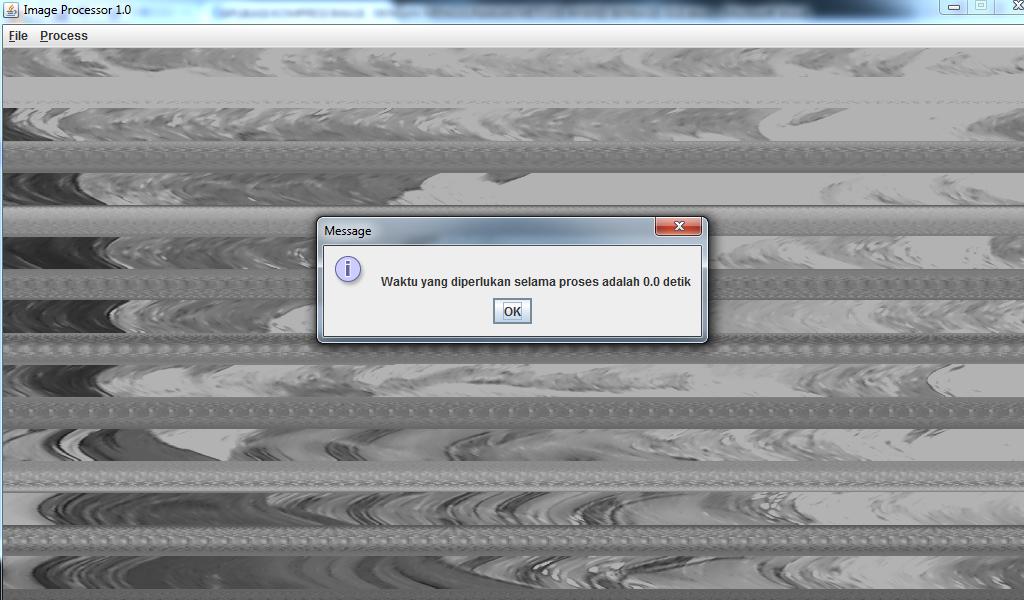 Image Processor 1.0
File Process
Message
Waktu yang diperlukan selama proses adalah 0.0 detik
OK